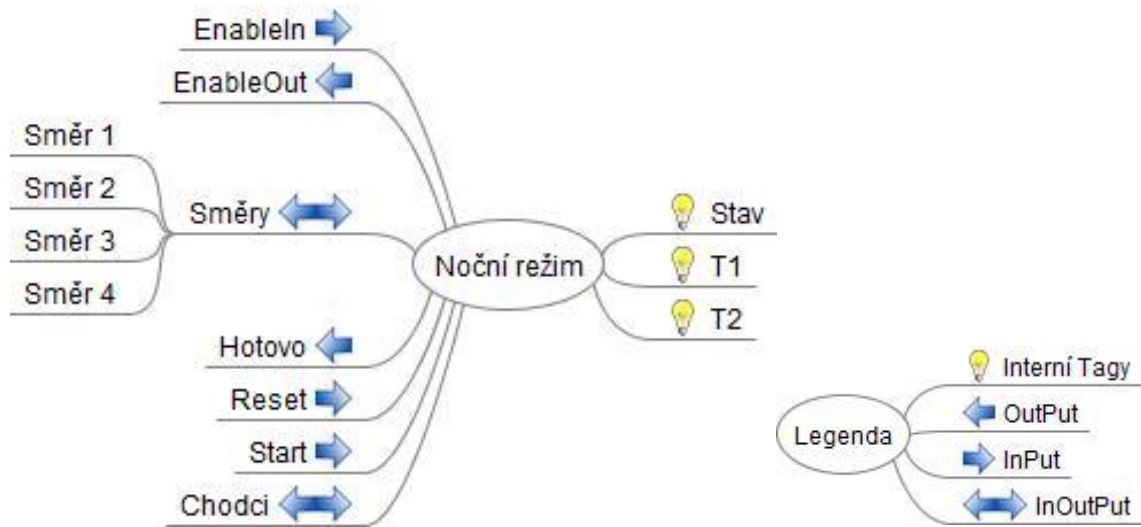 EnableIn
EnableOut
Směr 1
Směr 2
Směr 3
Směr 4
Směry
Hotovo
Reset
Start
Chodci
Noční režim
Stav
T1
T2
Legenda
Interní Tagy
OutPut
InPut
InOutPut